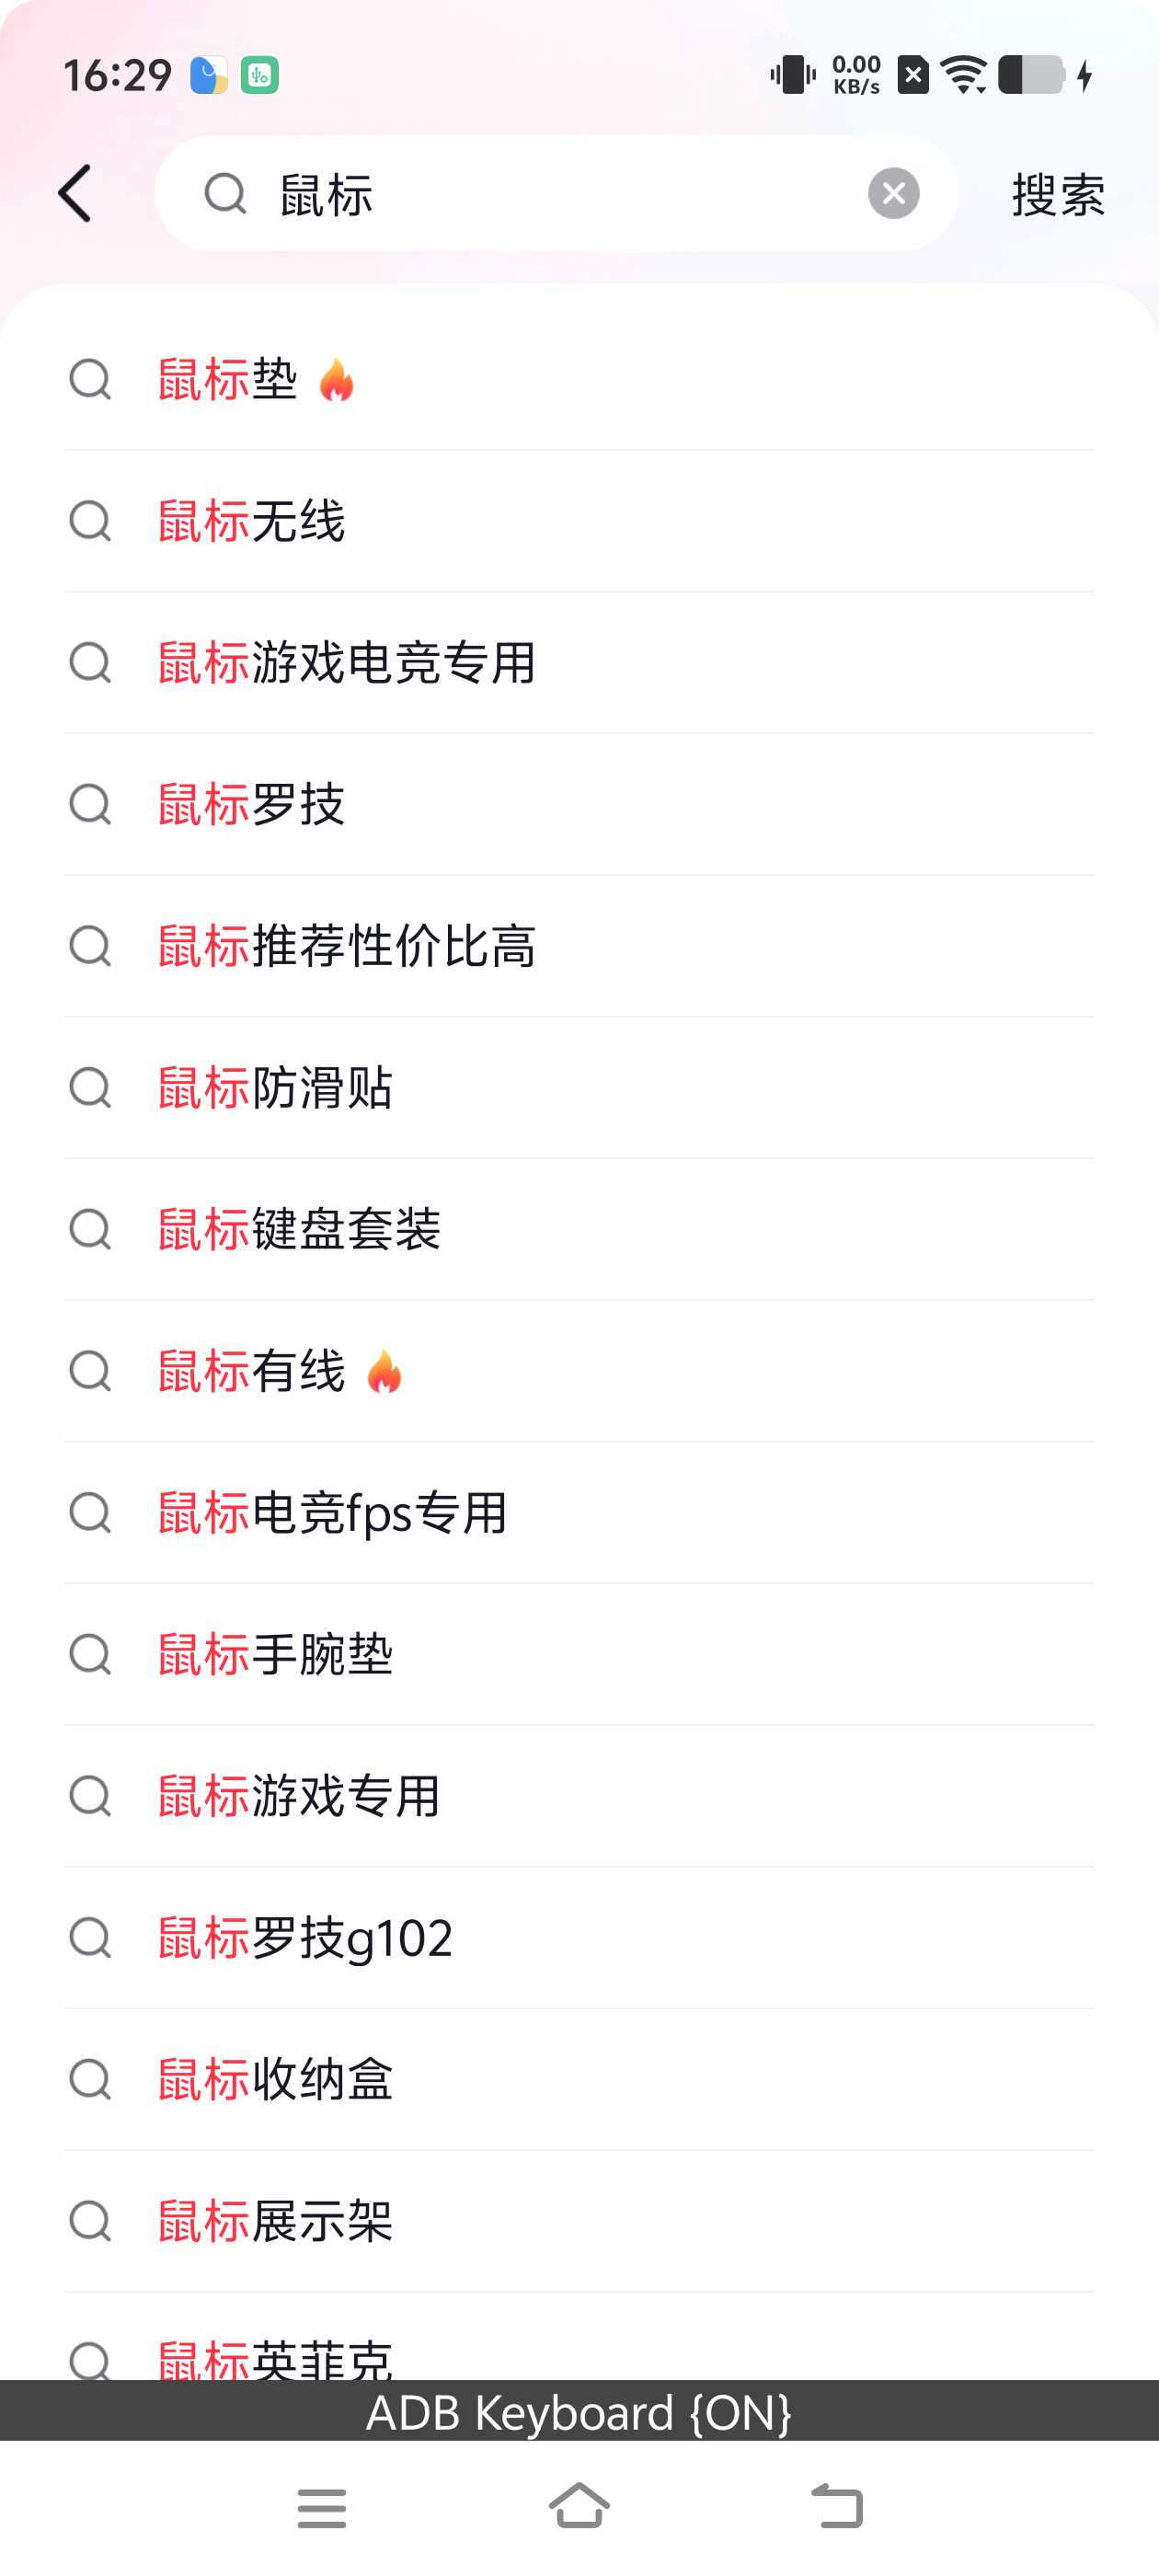 16:29
0.00
KB/s
鼠标
搜索
鼠标垫
鼠标无线
鼠标游戏电竞专用
鼠标罗技
鼠标推荐性价比高
鼠标防滑贴
鼠标键盘套装
鼠标有线
鼠标电竞fps专用
鼠标手腕垫
鼠标游戏专用
鼠标罗技g102
鼠标收纳盒
鼠标展示架
鼠标英菲克
ADB Keyboard {ON}